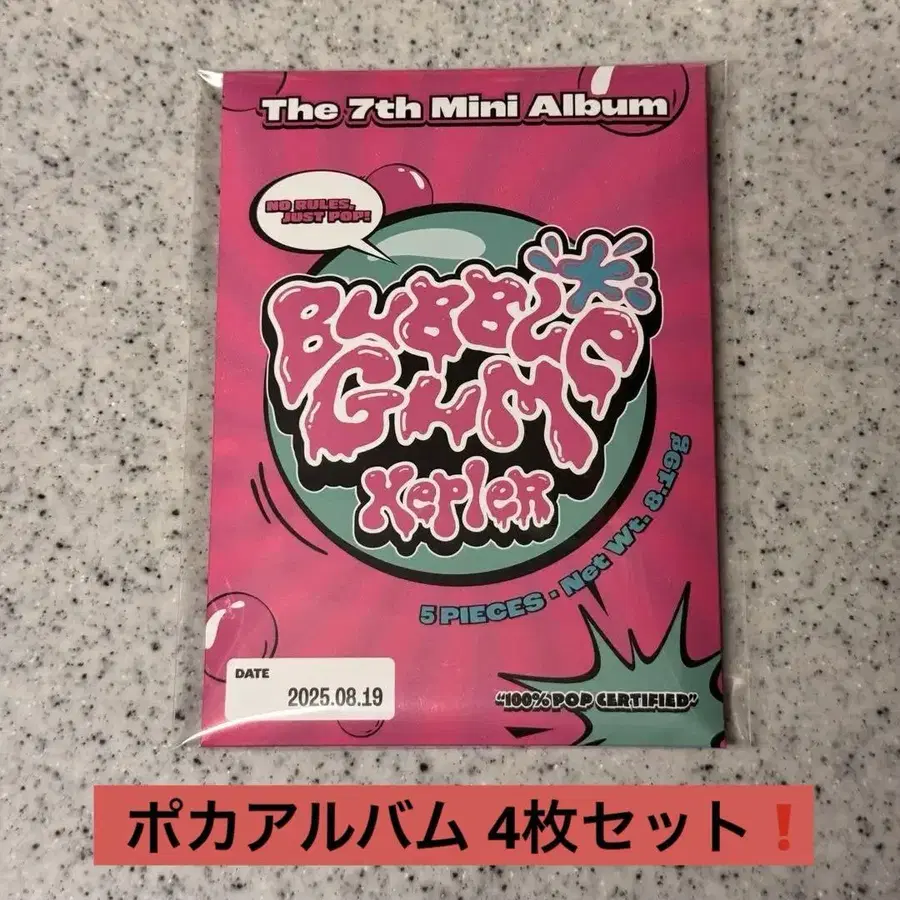 The 7th Mini Album
NO RULES,
JUST POP!
BUBBLE
GUM
Kep1er
5 PIECES · Net Wt. 8.19g
DATE
2025.08.19
“100% POP CERTIFIED”
ポカアルバム 4枚セット❗